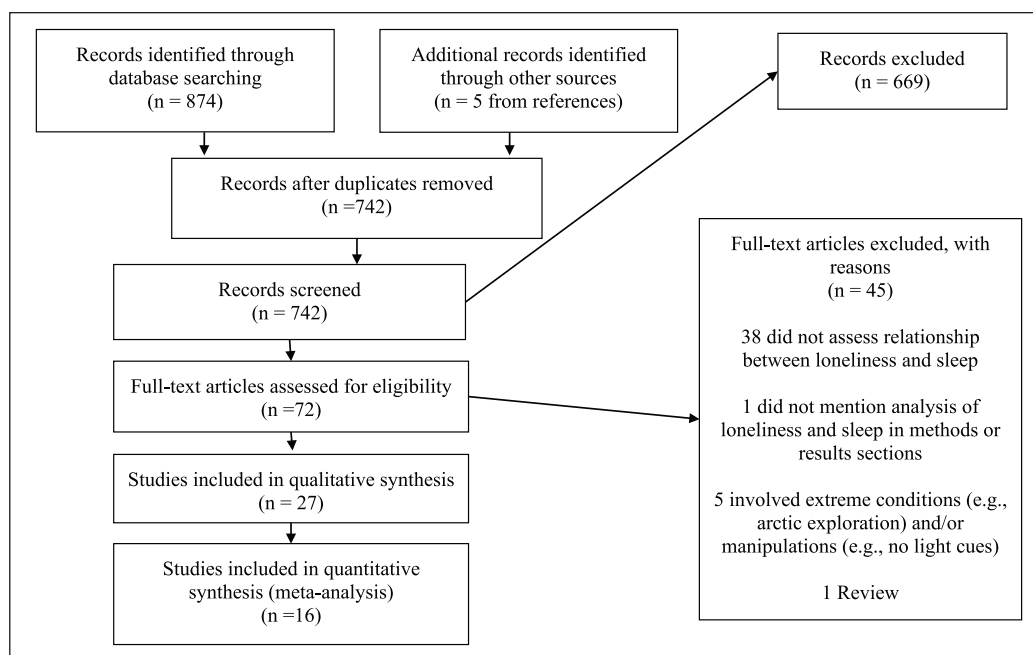 Records identified through
database searching
(n = 874)
Additional records identified
through other sources
(n = 5 from references)
Records excluded
(n = 669)
Records after duplicates removed
(n =742)
Records screened
(n = 742)
Full-text articles assessed for eligibility
(n =72)
Full-text articles excluded, with
reasons
(n = 45)
38 did not assess relationship
between loneliness and sleep
1 did not mention analysis of
loneliness and sleep in methods or
results sections
5 involved extreme conditions (e.g.,
arctic exploration) and/or
manipulations (e.g., no light cues)
1 Review
Studies included in qualitative synthesis
(n = 27)
Studies included in quantitative
synthesis (meta-analysis)
(n =16)